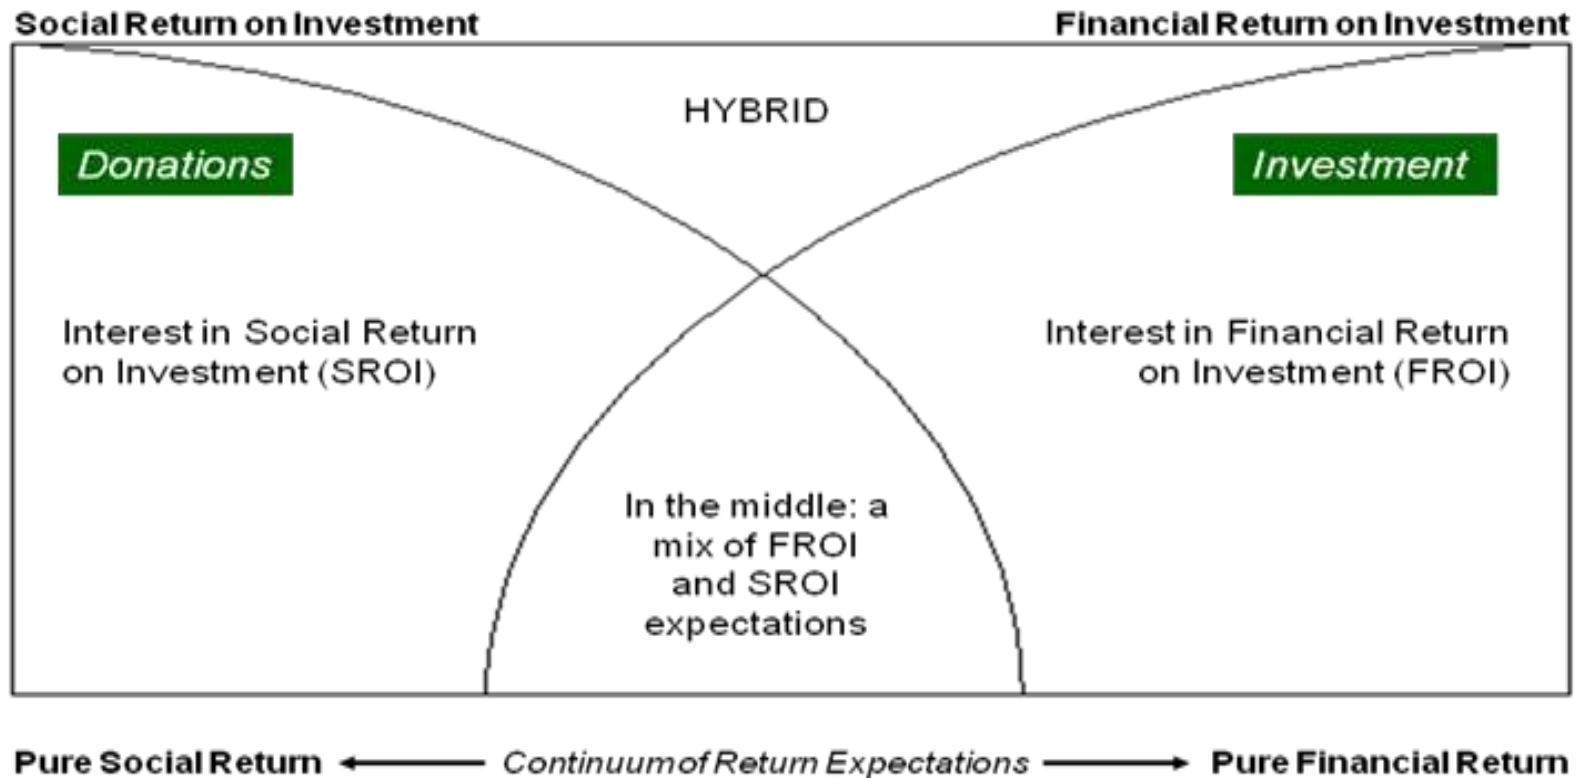 Social Return on Investment
Financial Return on Investment
HYBRID
Donations
Investment
Interest in Social Return
on Investment (SROI)
Interest in Financial Return
on Investment (FROI)
In the middle: a
mix of FROI
and SROI
expectations
Pure Social Return
Continuum of Return Expectations
Pure Financial Return